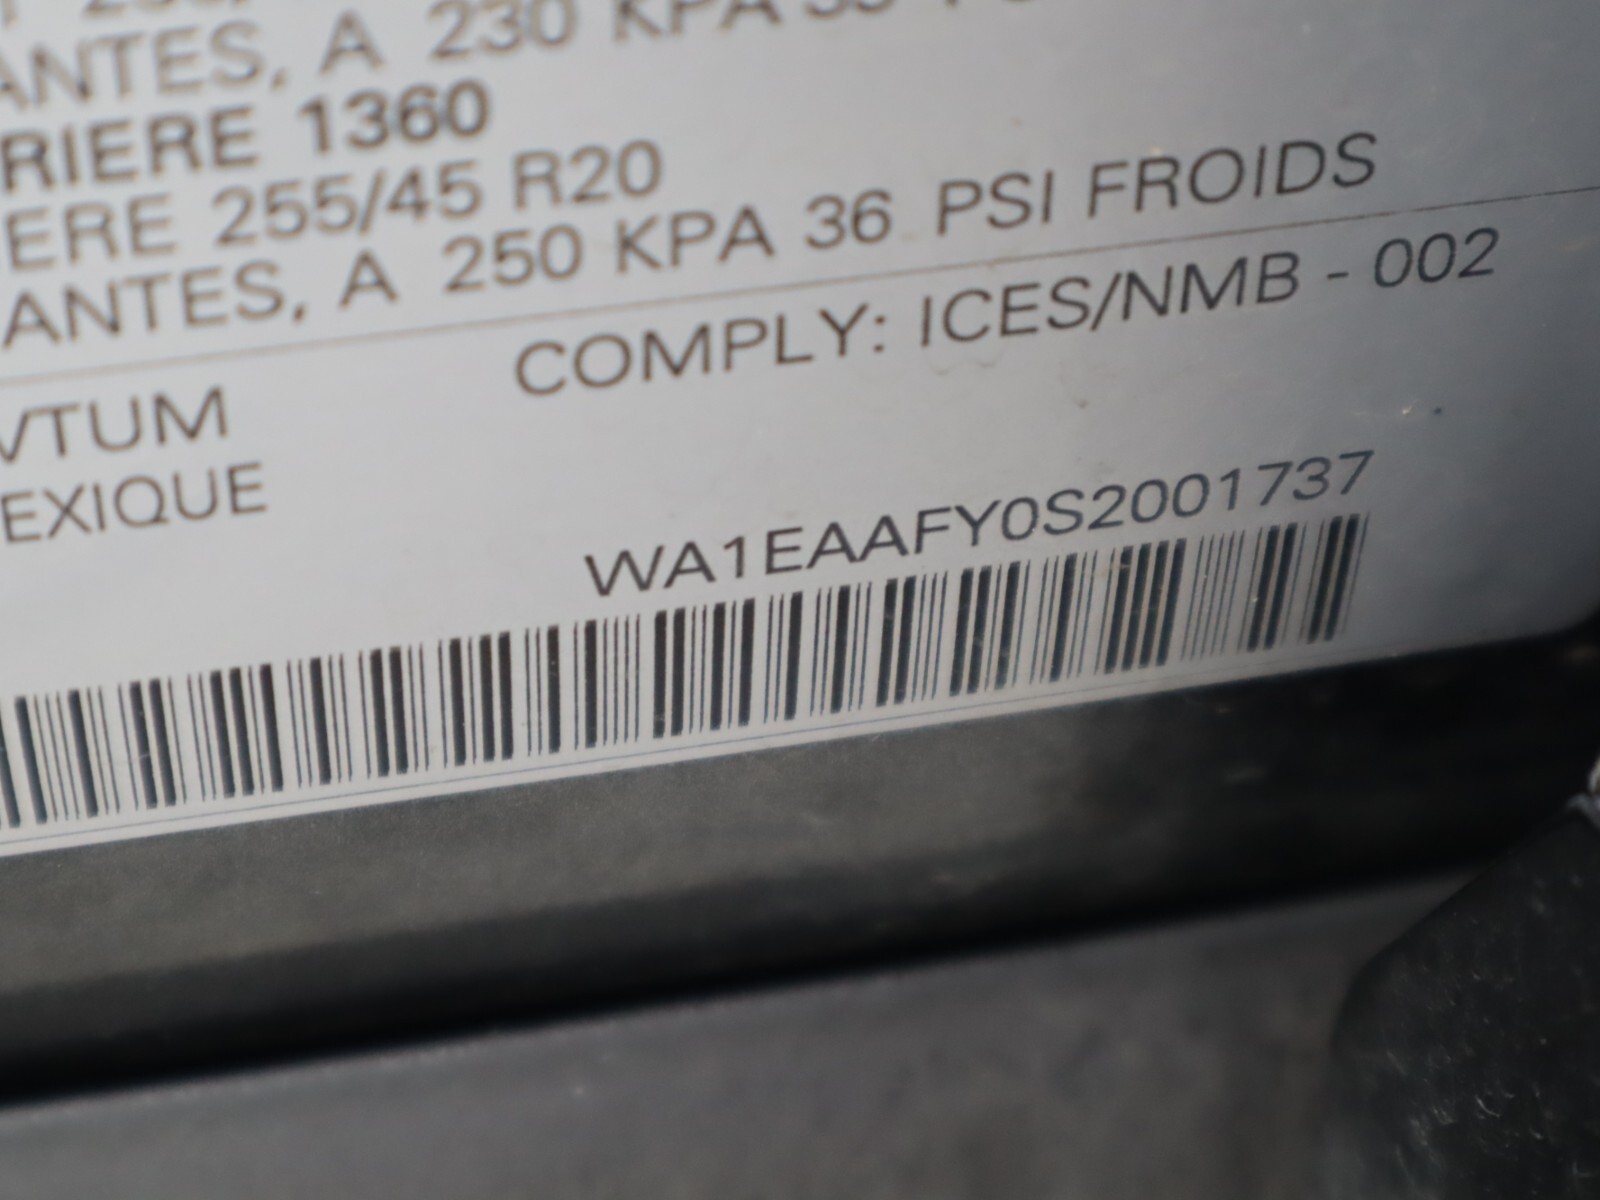 ANTES, A 230 KPA
RIERE 1360
ERE 255/45 R20
ANTES, A 250 KPA 36 PSI FROIDS
VTUM COMPLY: ICES/NMB - 002
EXIQUE
WA1EAAFY0S2001737